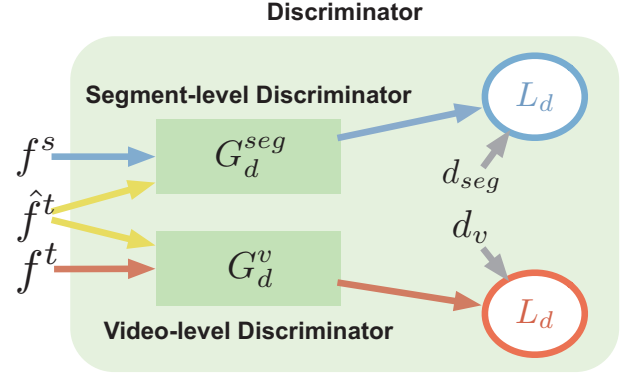 Discriminator
Segment-level Discriminator
L_d
f^s
G_d^{seg}
d_{seg}
\hat{f}^t
d_v
f^t
G_d^v
L_d
Video-level Discriminator